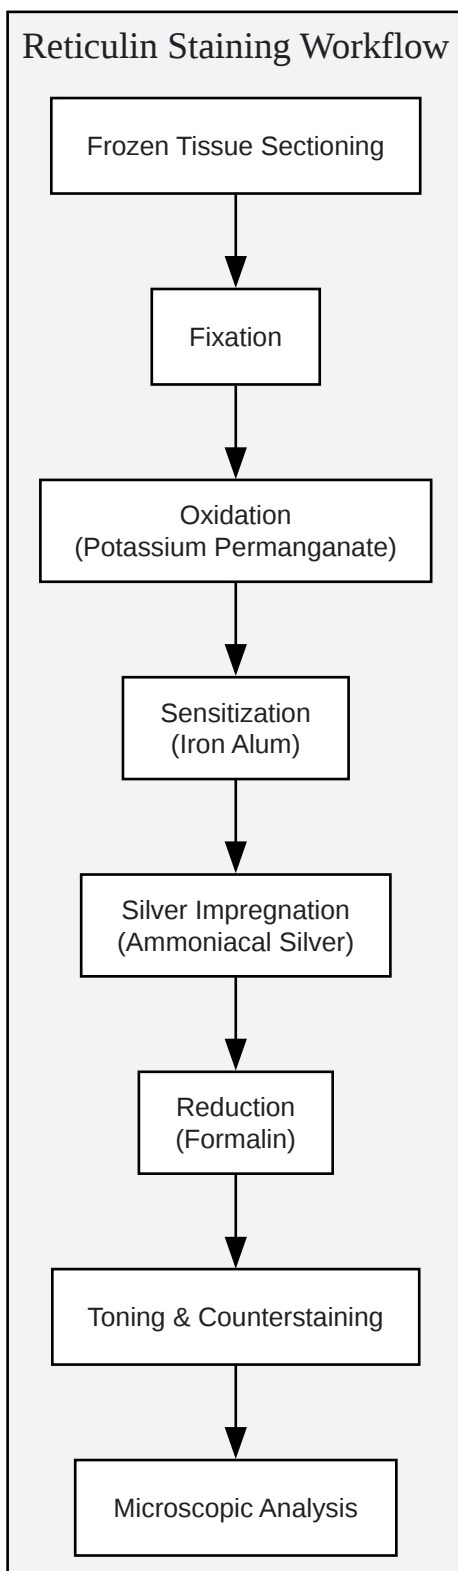 Reticulin Staining Workflow
Frozen Tissue Sectioning
Fixation
Oxidation
(Potassium Permanganate)
Sensitization
(Iron Alum)
Silver Impregnation
(Ammoniacal Silver)
Reduction
(Formalin)
Toning & Counterstaining
Microscopic Analysis